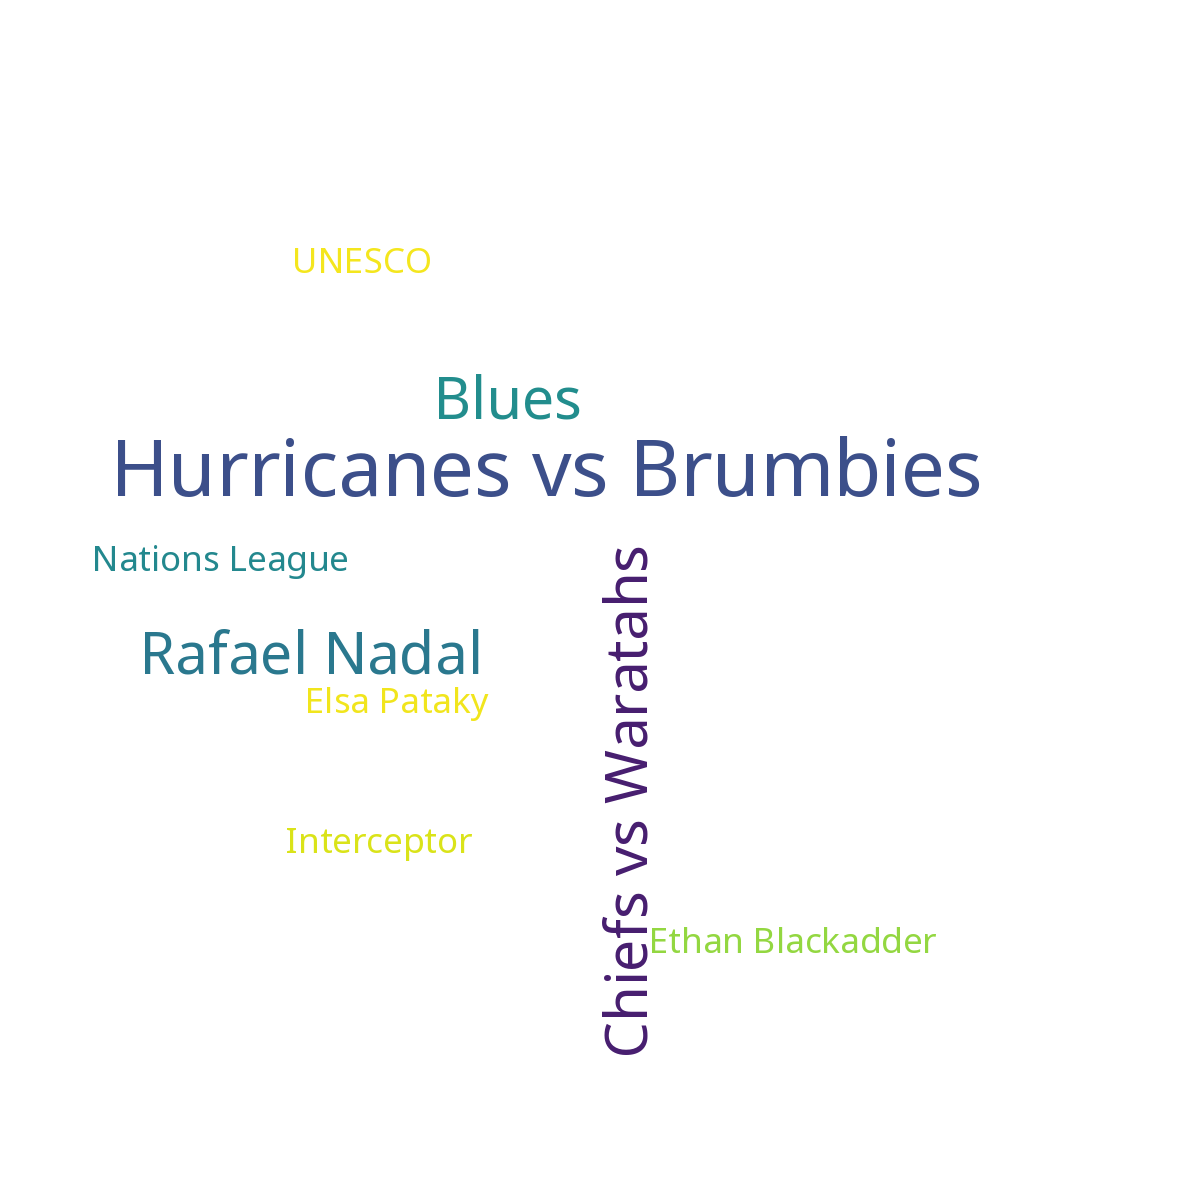 UNESCO
Blues
Hurricanes vs Brumbies
Nations League
Chiefs vs Waratahs
Rafael Nadal
Elsa Pataky
Interceptor
Ethan Blackadder